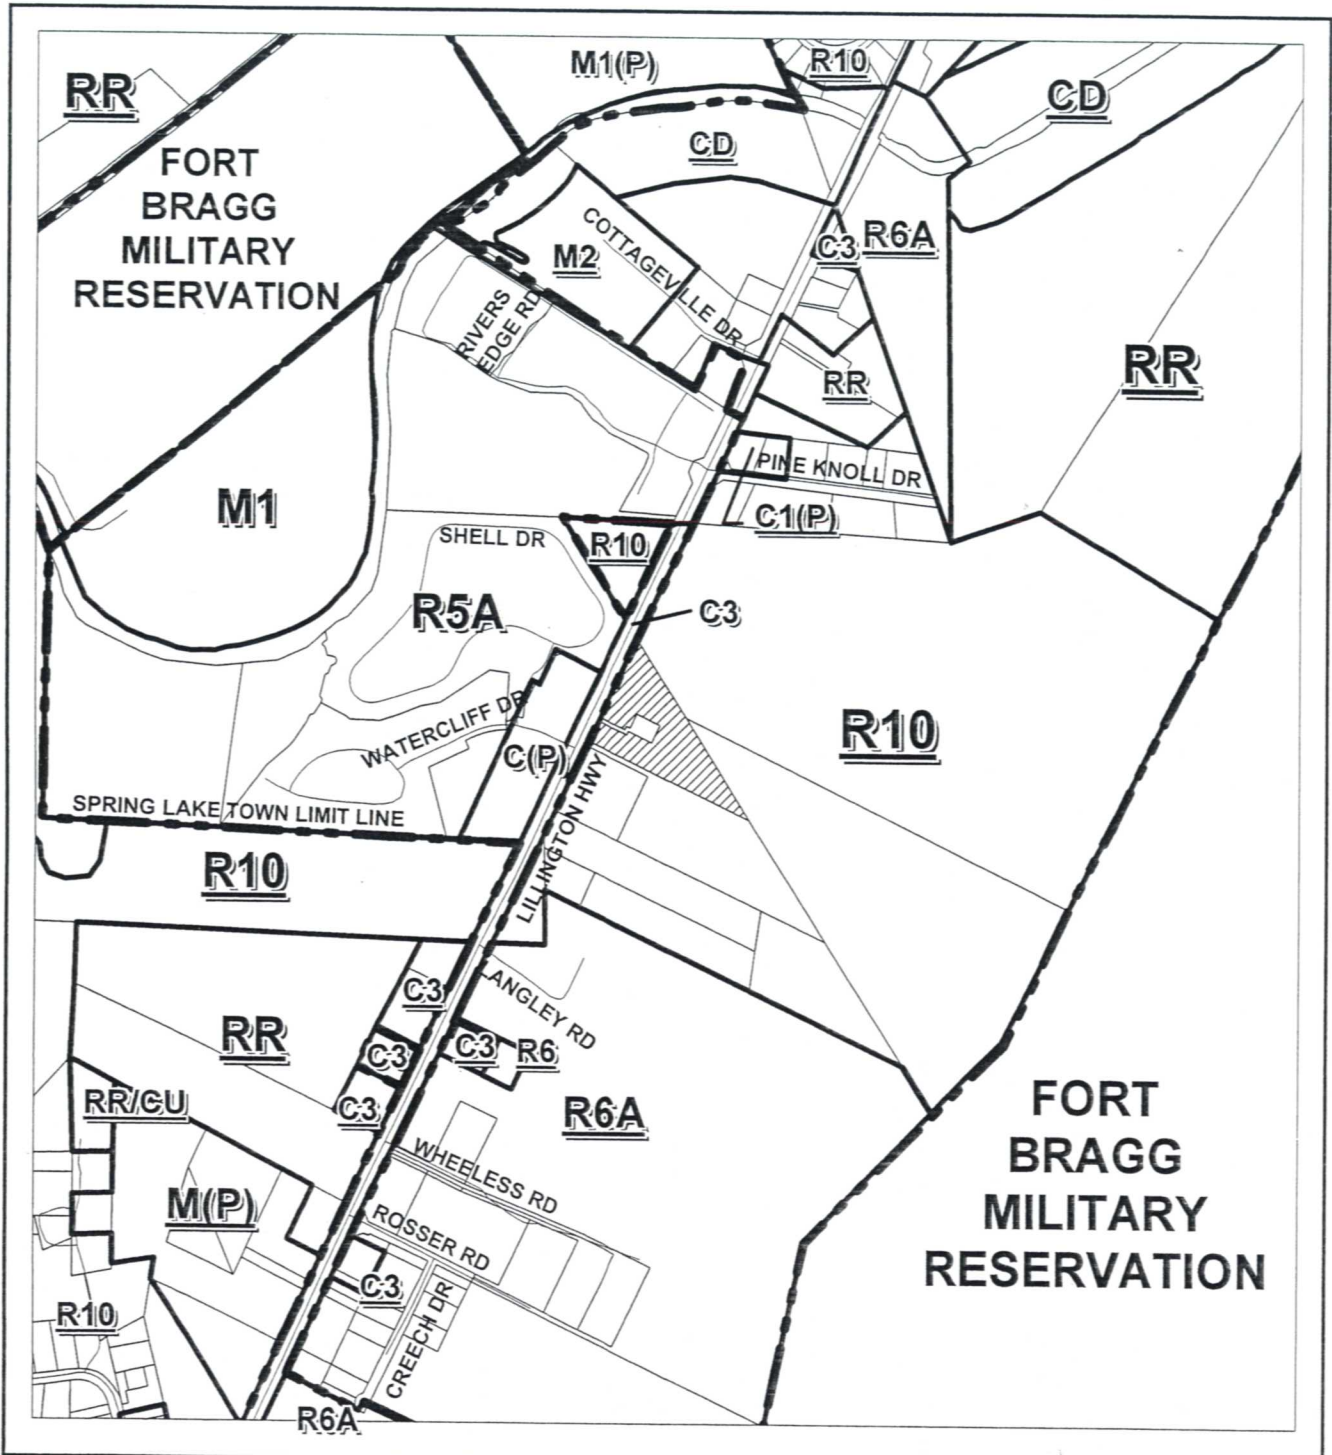 M1(P)
R10
RR
CD
CD
FORT
BRAGG
MILITARY
RESERVATION
COTTAGEVILLE DR
C3
R6A
M2
RIVERS
EDGE RD
RR
RR
PINE KNOLL DR
M1
C1(P)
SHELL DR
R10
R5A
C3
WATERCLIFF DR
R10
C(P)
LILLINGTON HWY
SPRING LAKE TOWN LIMIT LINE
R10
C3
LANGLEY RD
RR
C3
C3
R6
RR/CU
C3
R6A
FORT
BRAGG
MILITARY
RESERVATION
WHEELESS RD
M(P)
ROSSER RD
C3
R10
CREECH DR
R6A